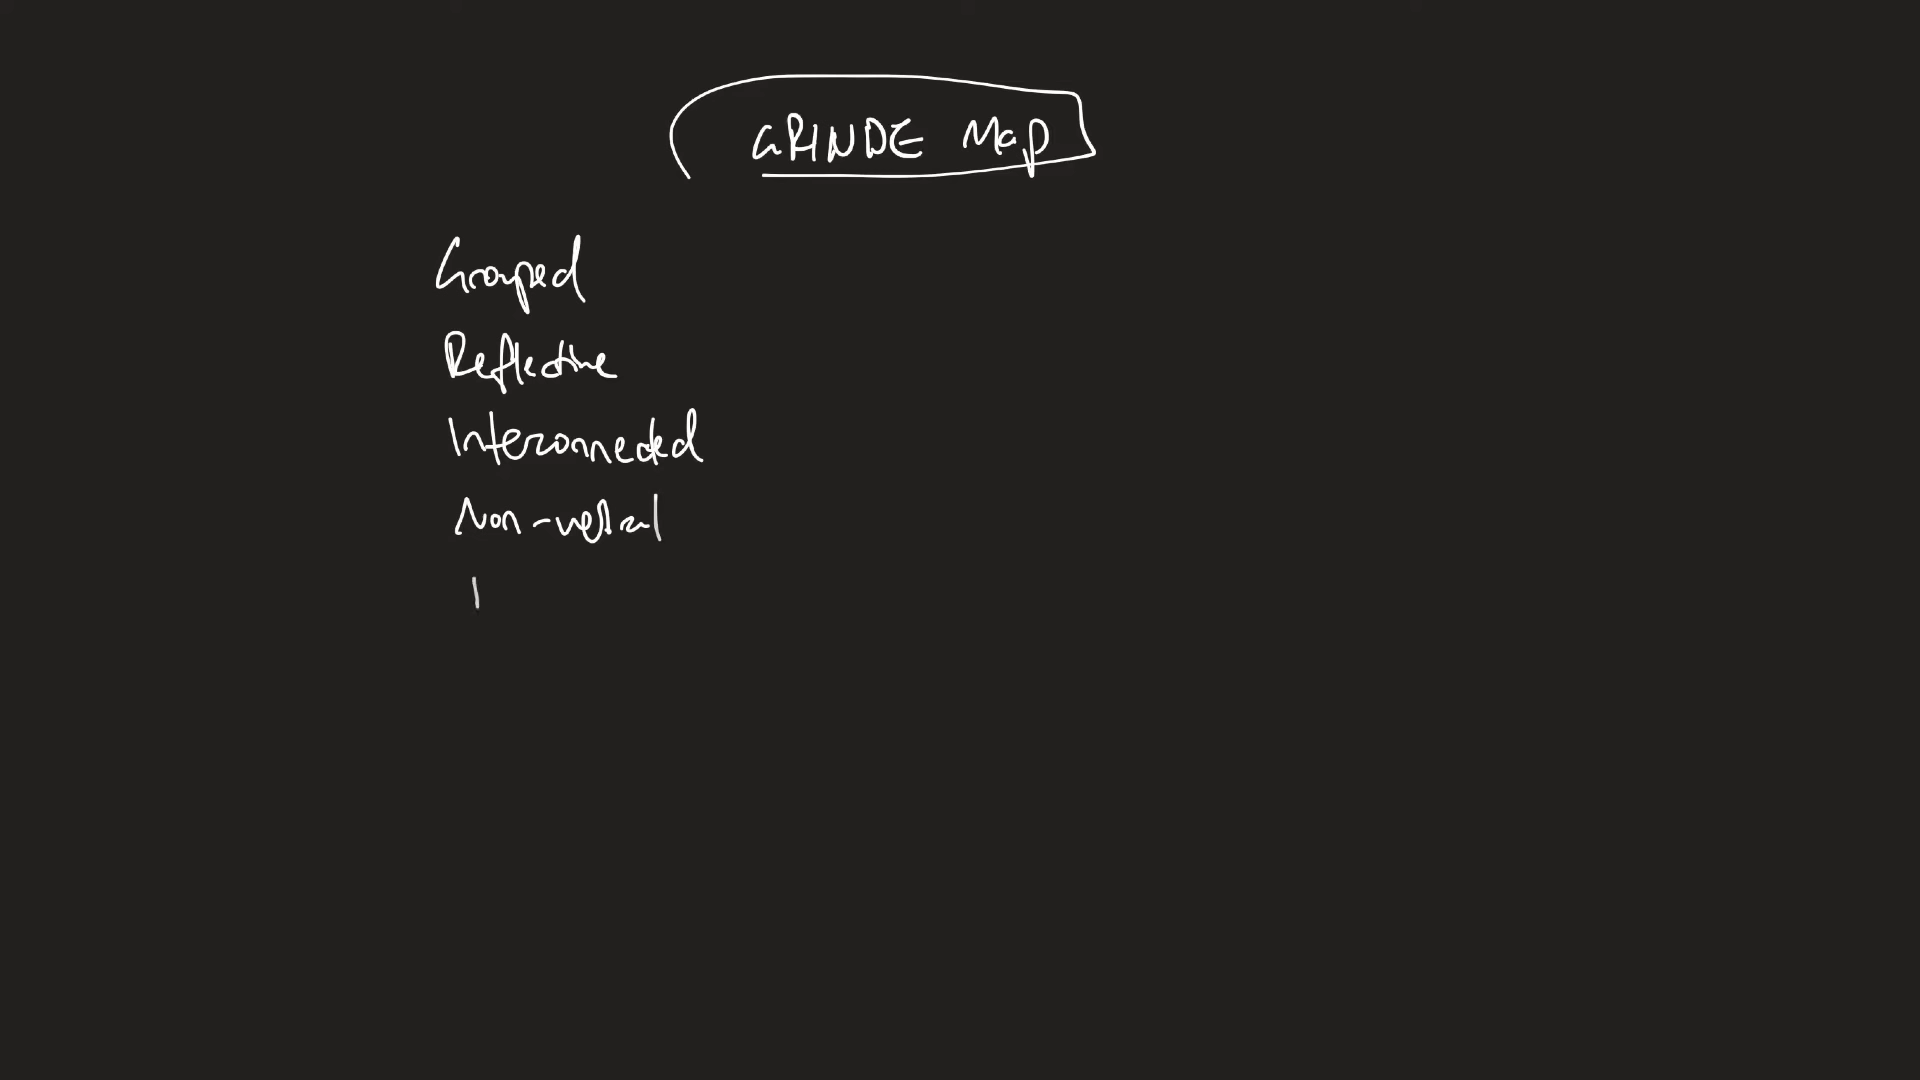 GRINDE Map
Grouped
Reflective
Interconnected
Non-verbal